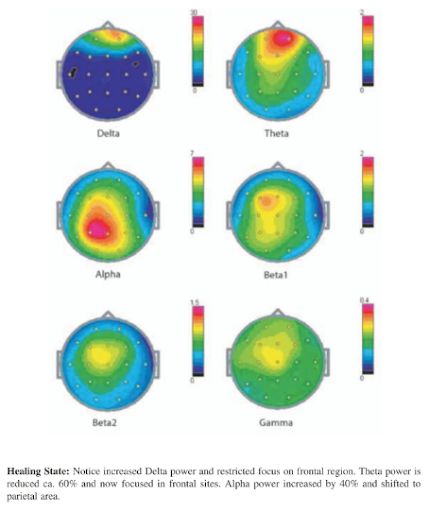 30
0
Delta
2
0
Theta
7
0
Alpha
2
0
Beta1
1.5
0
Beta2
0.4
0
Gamma
Healing State: Notice increased Delta power and restricted focus on frontal region. Theta power is
reduced ca. 60% and now focused in frontal sites. Alpha power increased by 40% and shifted to
parietal area.